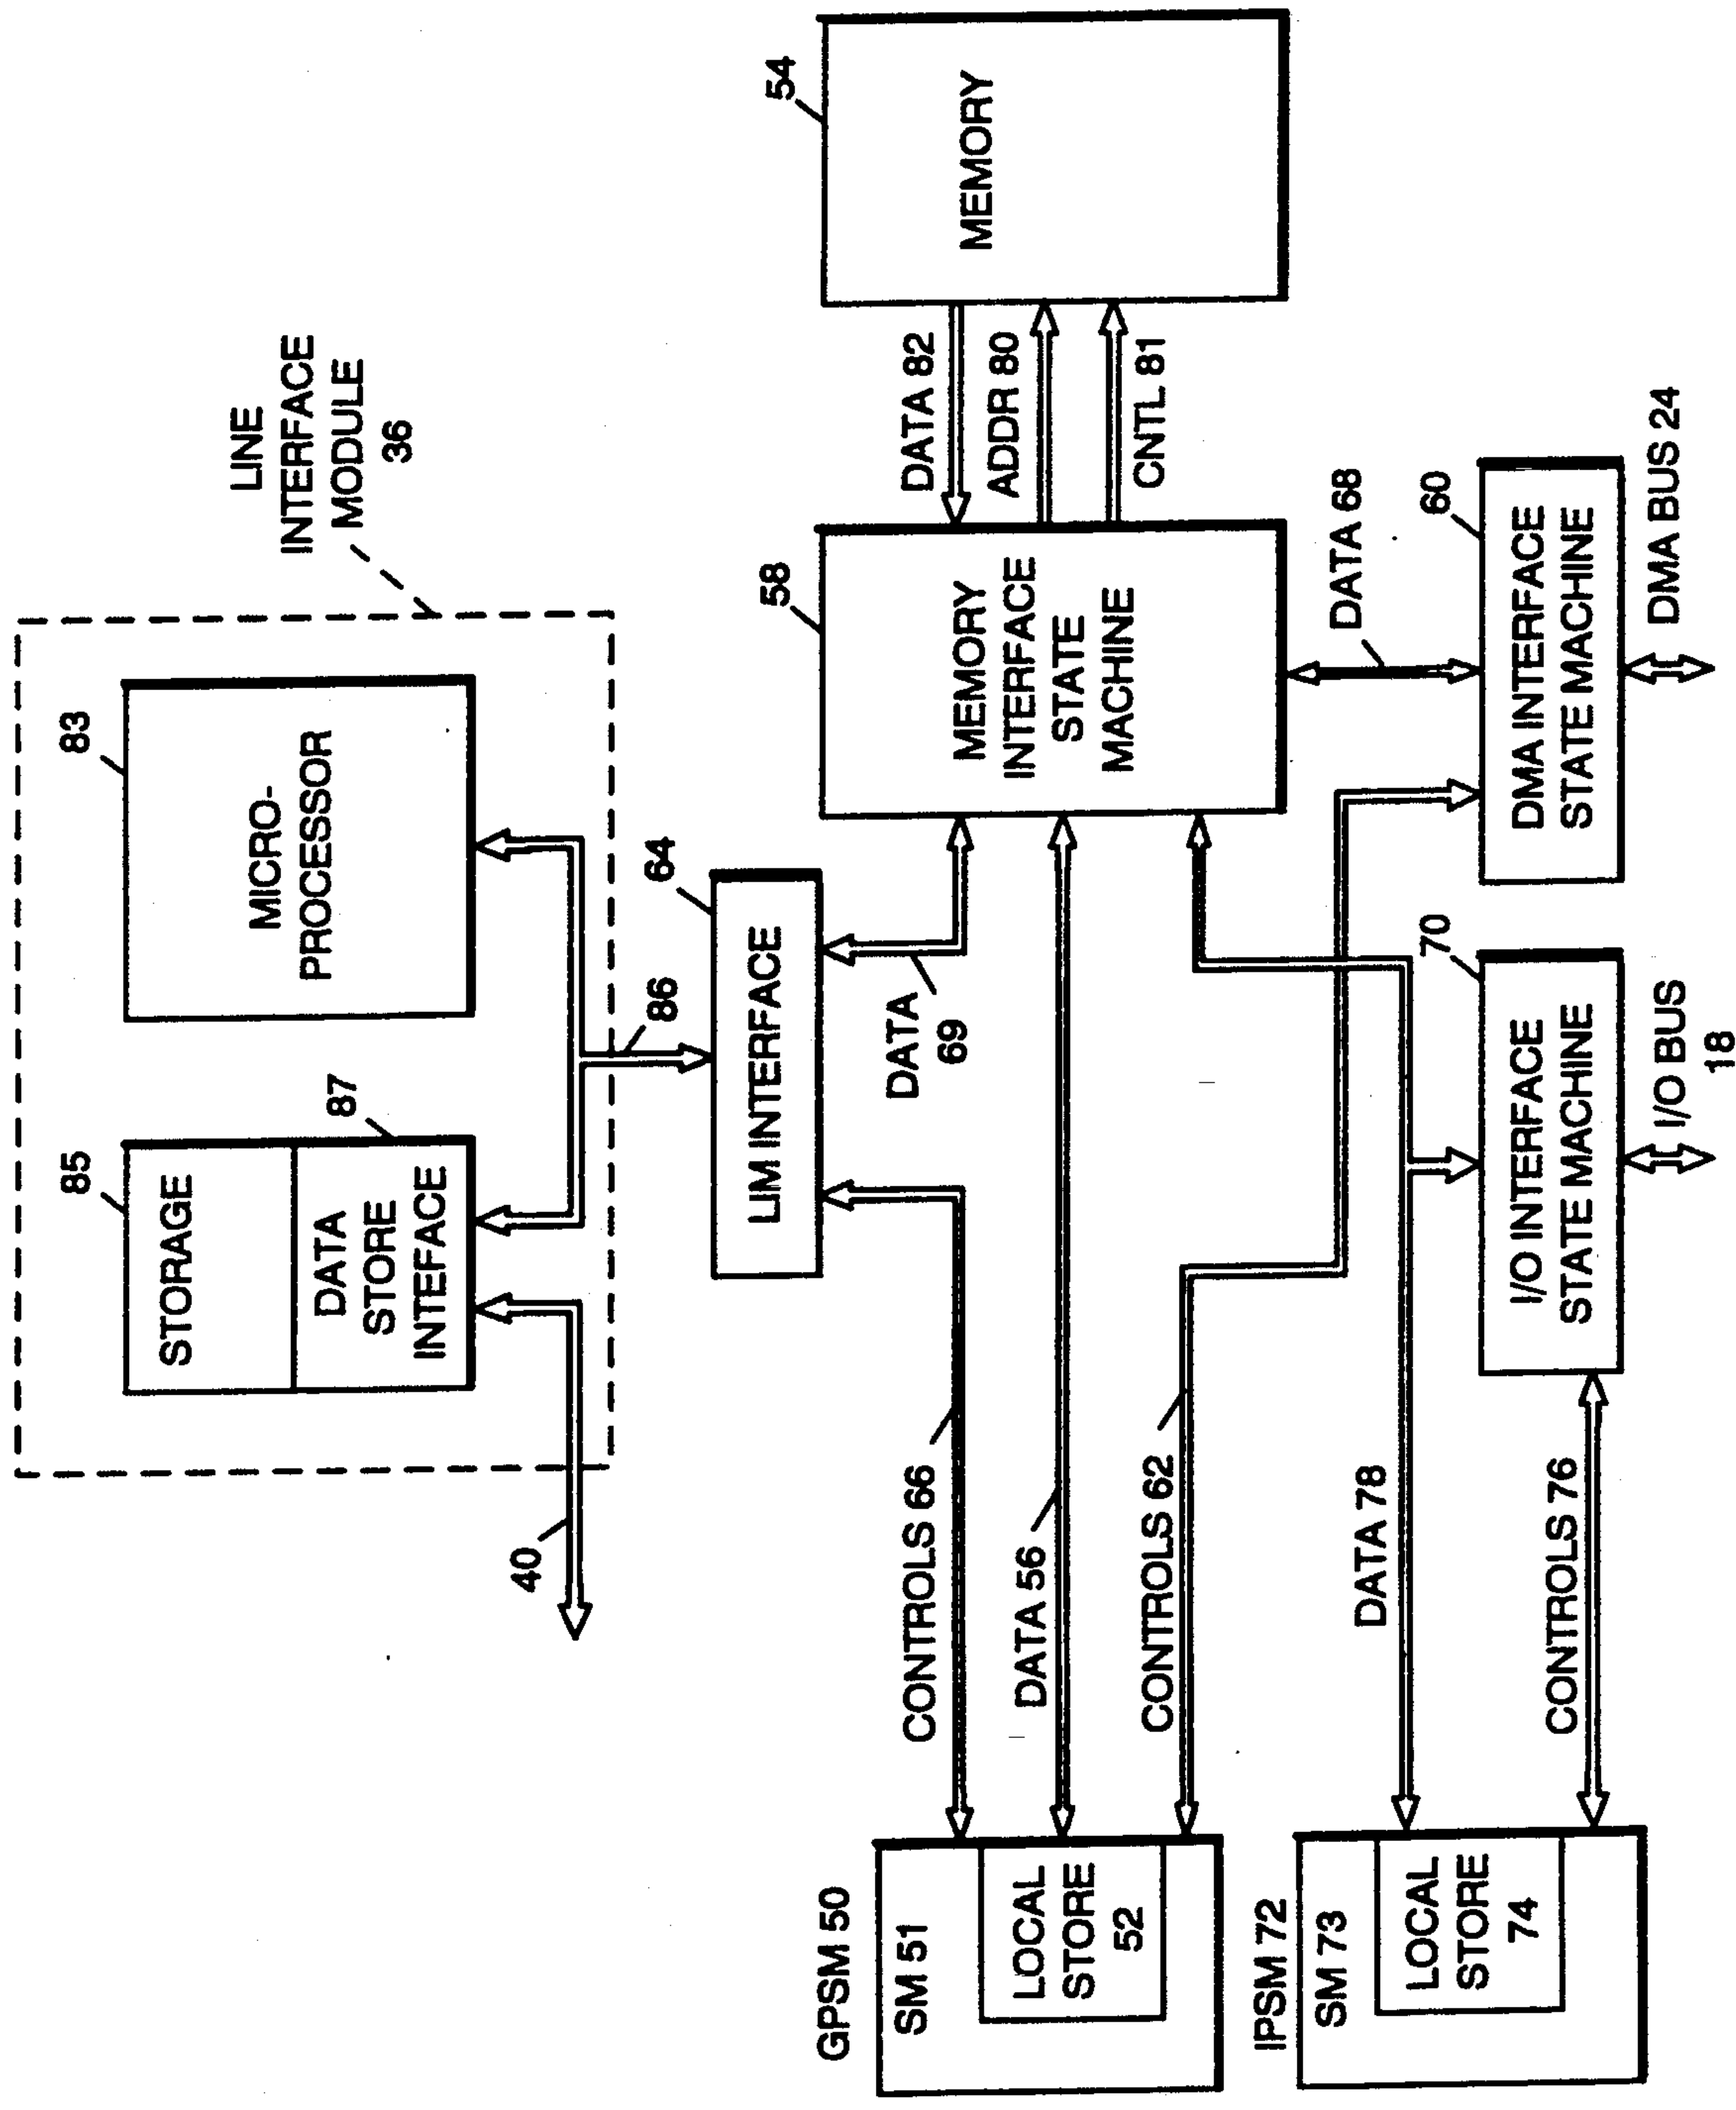 LINE
INTERFACE
MODULE
36
83
MICRO-
PROCESSOR
85
STORAGE
87
DATA
STORE
INTEFACE
86
40
64
LIM INTERFACE
DATA
69
CONTROLS 66
DATA 56
CONTROLS 62
GPSM 50
SM 51
LOCAL
STORE
52
58
MEMORY
INTERFACE
STATE
MACHINE
DATA 82
ADDR 80
CNTL 81
54
MEMORY
DATA 68
60
DMA INTERFACE
STATE MACHINE
DMA BUS 24
70
I/O INTERFACE
STATE MACHINE
I/O BUS
18
DATA 78
CONTROLS 76
IPSM 72
SM 73
LOCAL
STORE
74